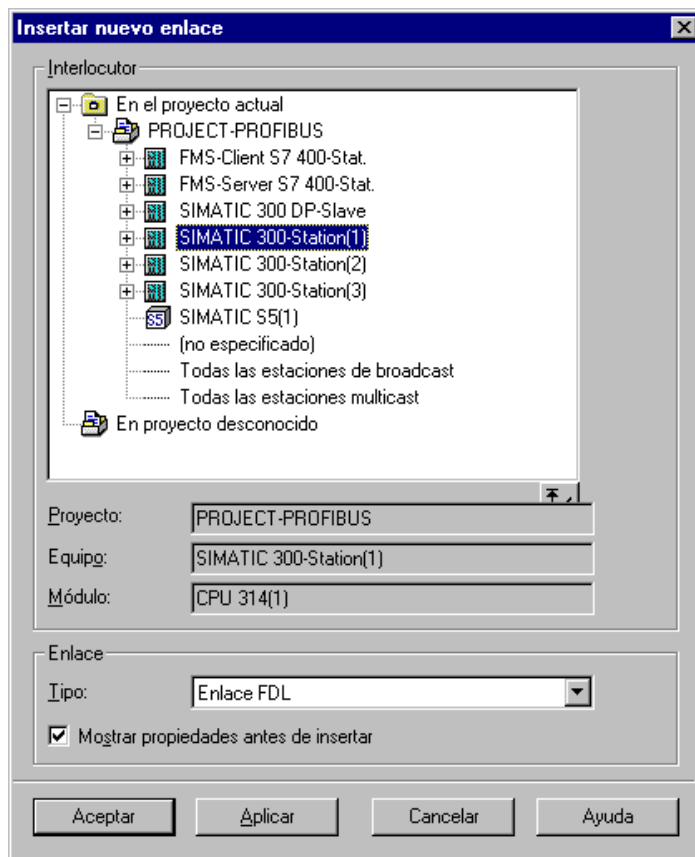 Insertar nuevo enlace
Interlocutor
En el proyecto actual
PROJECT-PROFIBUS
FMS-Client S7 400-Stat.
FMS-Server S7 400-Stat.
SIMATIC 300 DP-Slave
SIMATIC 300-Station(1)
SIMATIC 300-Station(2)
SIMATIC 300-Station(3)
S5 SIMATIC S5(1)
(no especificado)
Todas las estaciones de broadcast
Todas las estaciones multicast
En proyecto desconocido
Proyecto: PROJECT-PROFIBUS
Equipo: SIMATIC 300-Station(1)
Módulo: CPU 314(1)
Enlace
Tipo: Enlace FDL
Mostrar propiedades antes de insertar
Aceptar Aplicar Cancelar Ayuda